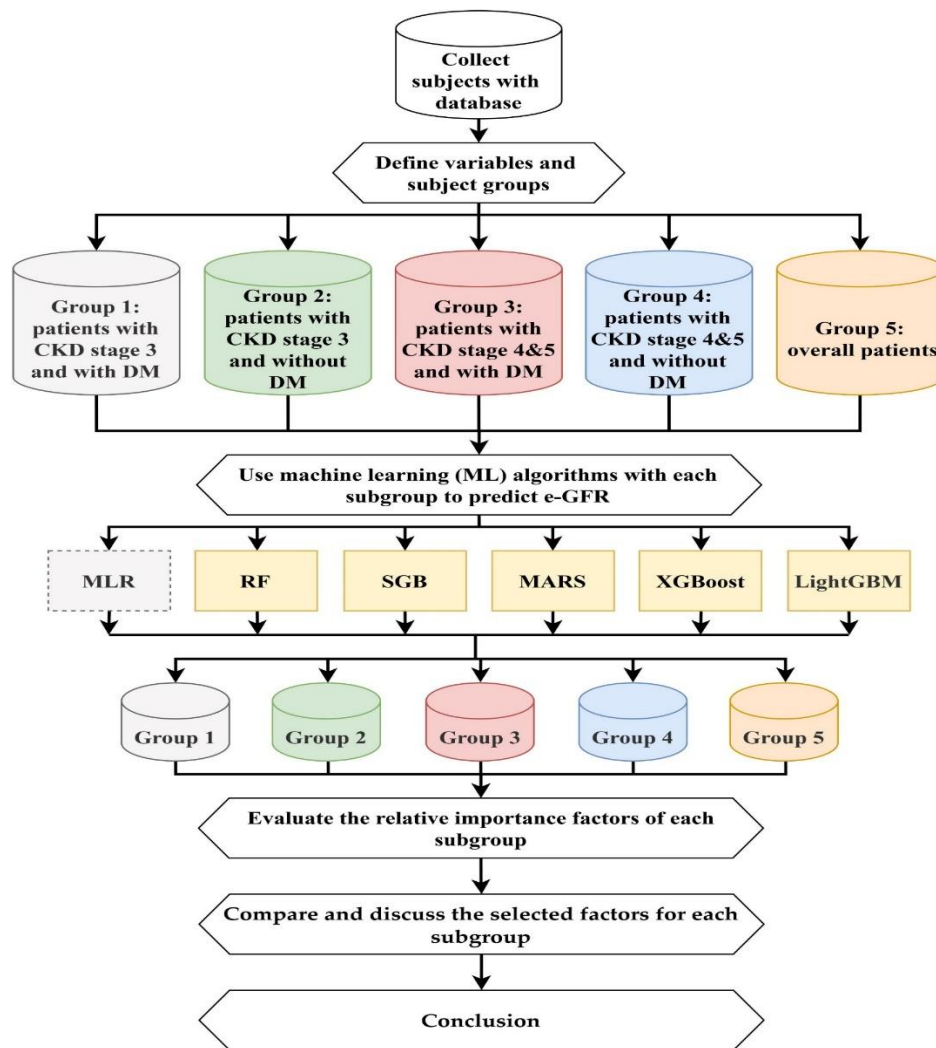 Collect
subjects with
database
Define variables and
subject groups
Group 1:
patients with
CKD stage 3
and with DM
Group 2:
patients with
CKD stage 3
and without
DM
Group 3:
patients with
CKD stage 4&5
and with DM
Group 4:
patients with
CKD stage 4&5
and without
DM
Group 5:
overall patients
Use machine learning (ML) algorithms with each
subgroup to predict e-GFR
MLR
RF
SGB
MARS
XGBoost
LightGBM
Group 1
Group 2
Group 3
Group 4
Group 5
Evaluate the relative importance factors of each
subgroup
Compare and discuss the selected factors for each
subgroup
Conclusion